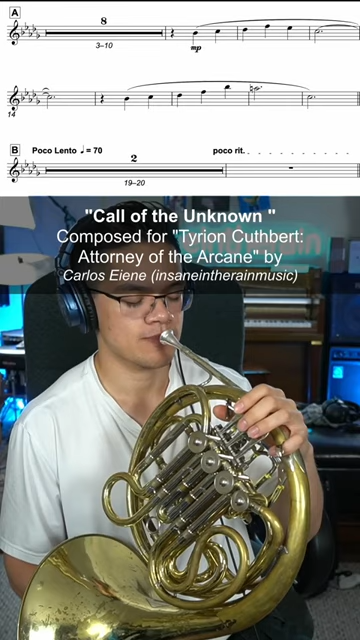 A
8
3–10
mp
14
B Poco Lento ♩ = 70 poco rit.
2
19–20
"Call of the Unknown "
Composed for "Tyrion Cuthbert:
Attorney of the Arcane" by
Carlos Eiene (insaneintherainmusic)